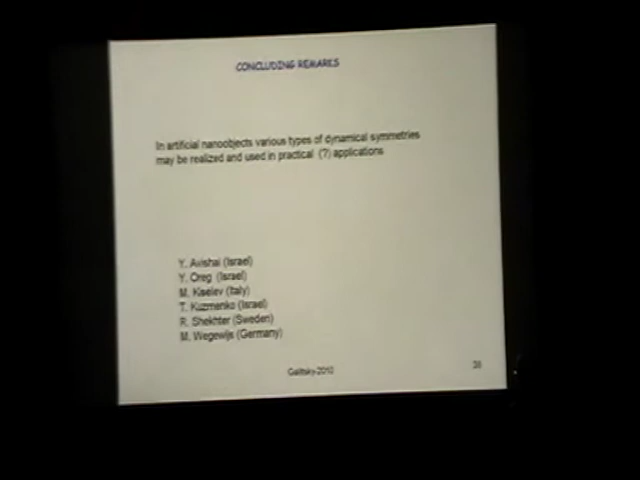 CONCLUDING REMARKS
In artificial nanoobjects various types of dynamical symmetries
may be realized and used in practical (?) applications
Y. Avishai (Israel)
Y. Oreg (Israel)
M. Kiselev (Italy)
T. Kuzmenko (Israel)
R. Shekhter (Sweden)
M. Wegewijs (Germany)
Galitsky-2010